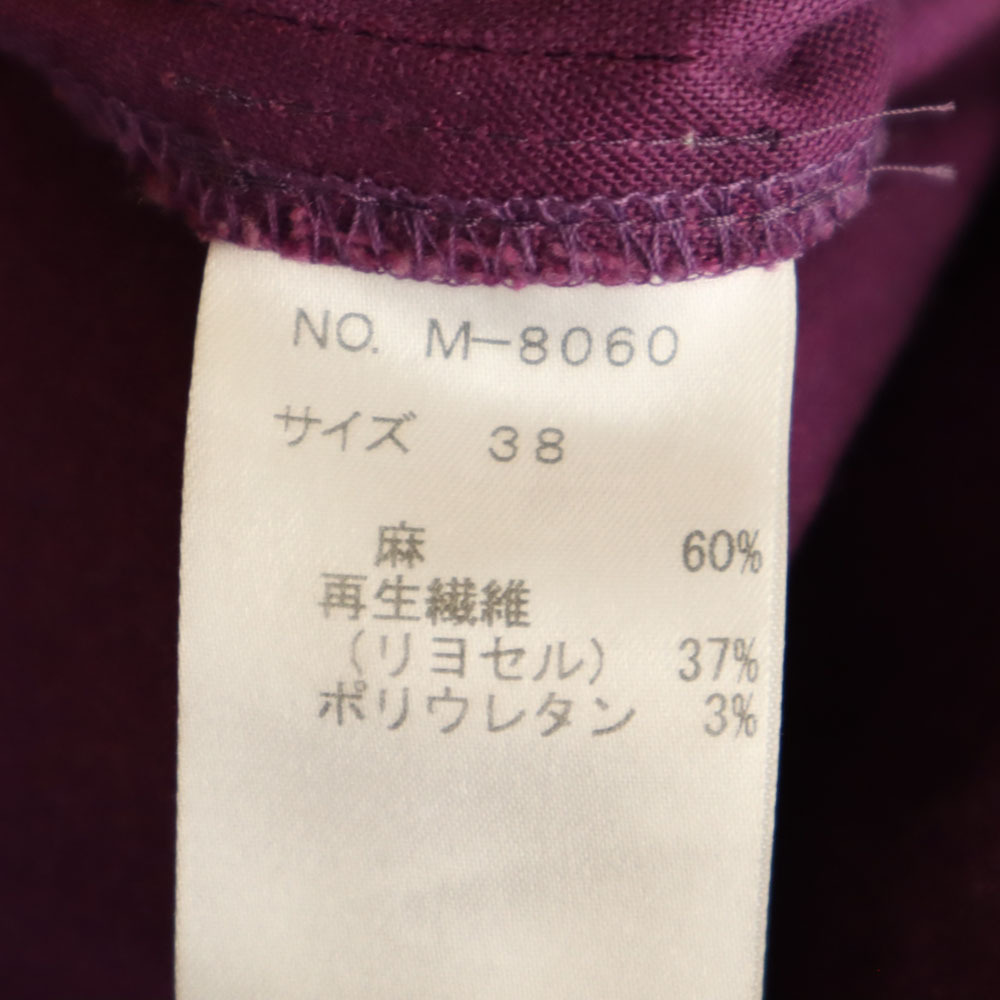 NO. M-8060
サイズ 38
麻 60%
再生繊維
(リヨセル) 37%
ポリウレタン 3%